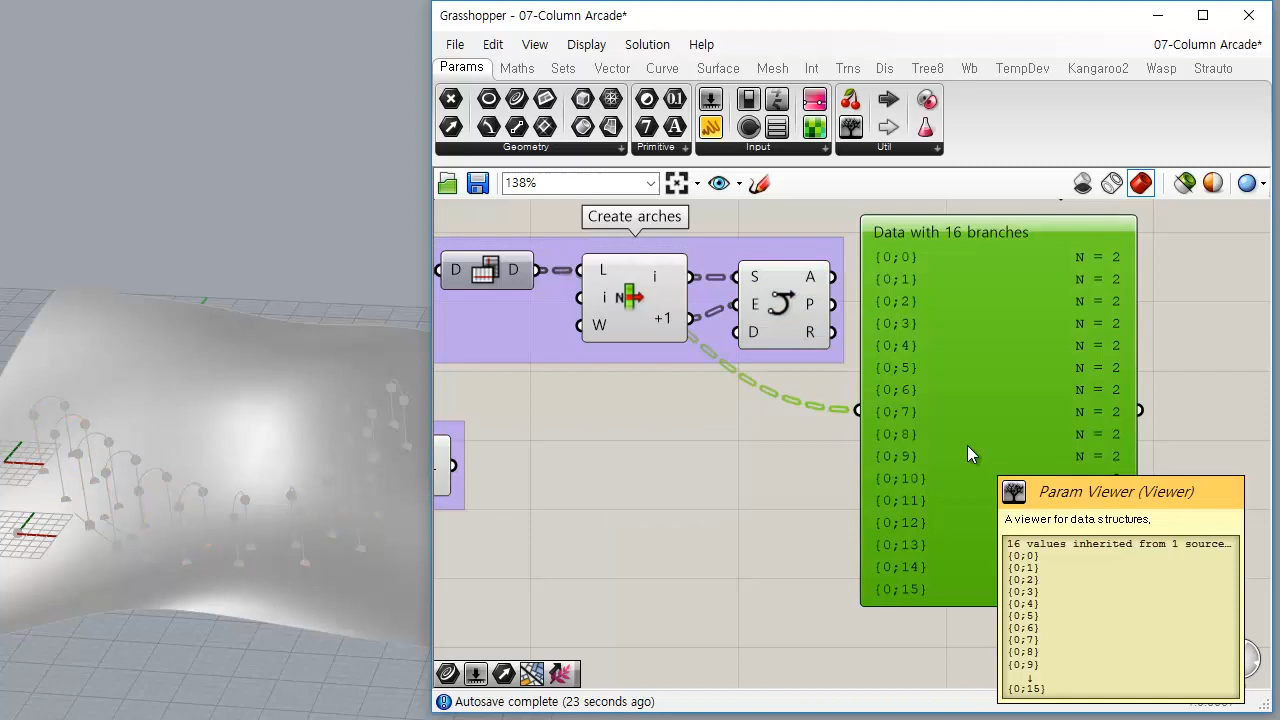 Grasshopper - 07-Column Arcade*
File Edit View Display Solution Help 07-Column Arcade*
Params Maths Sets Vector Curve Surface Mesh Int Trns Dis Tree8 Wb TempDev Kangaroo2 Wasp Strauto
Geometry Primitive Input Util
138%
Create arches
D D
L i W N i +1
S E D A P R
Data with 16 branches
{0;0} N = 2
{0;1} N = 2
{0;2} N = 2
{0;3} N = 2
{0;4} N = 2
{0;5} N = 2
{0;6} N = 2
{0;7} N = 2
{0;8} N = 2
{0;9} N = 2
{0;10}
{0;11}
{0;12}
{0;13}
{0;14}
{0;15}
Param Viewer (Viewer)
A viewer for data structures,
16 values inherited from 1 source...
{0;0}
{0;1}
{0;2}
{0;3}
{0;4}
{0;5}
{0;6}
{0;7}
{0;8}
{0;9}
↓
{0;15}
Autosave complete (23 seconds ago)